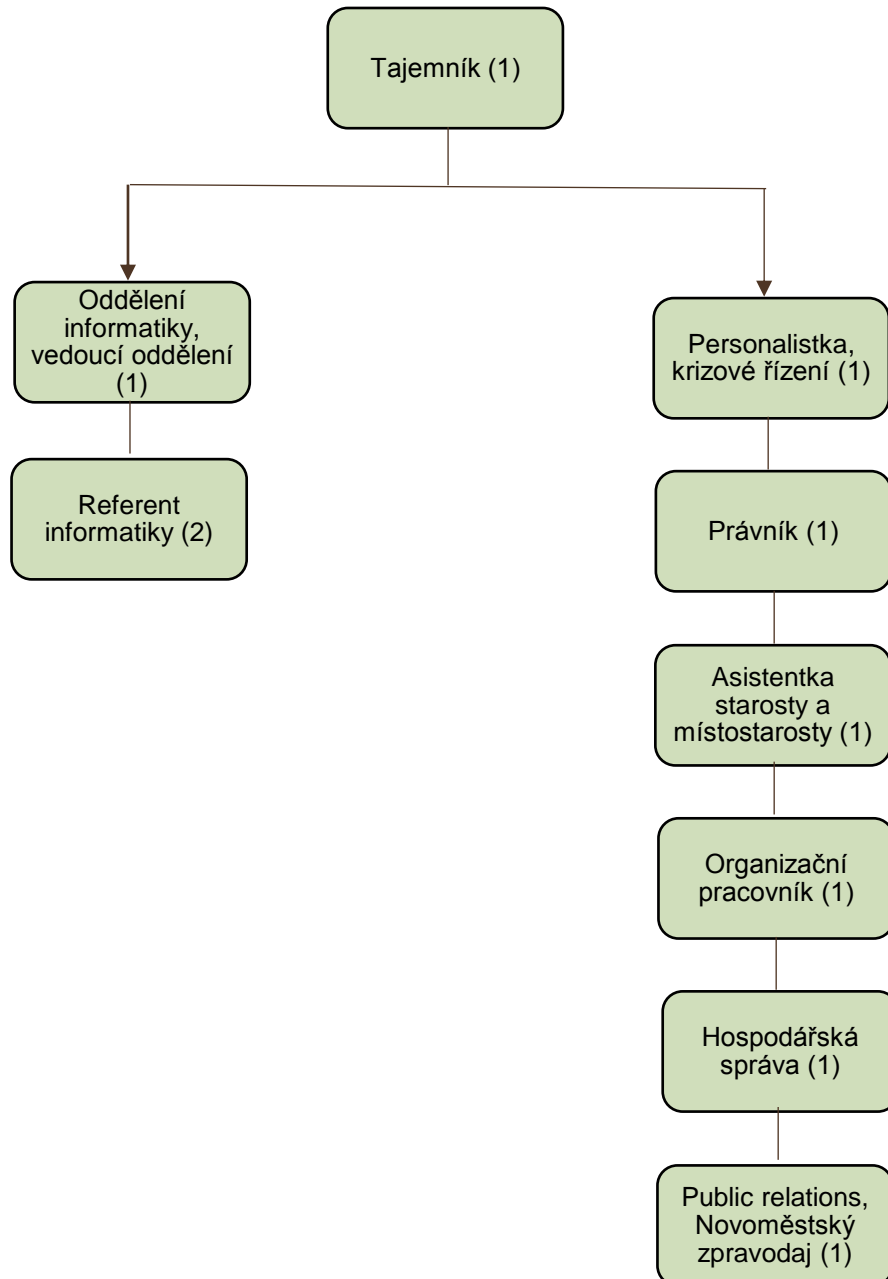 Tajemník (1)
Oddělení
informatiky,
vedoucí oddělení
(1)
Referent
informatiky (2)
Personalistka,
krizové řízení (1)
Právník (1)
Asistentka
starosty a
místostarosty (1)
Organizační
pracovník (1)
Hospodářská
správa (1)
Public relations,
Novoměstský
zpravodaj (1)